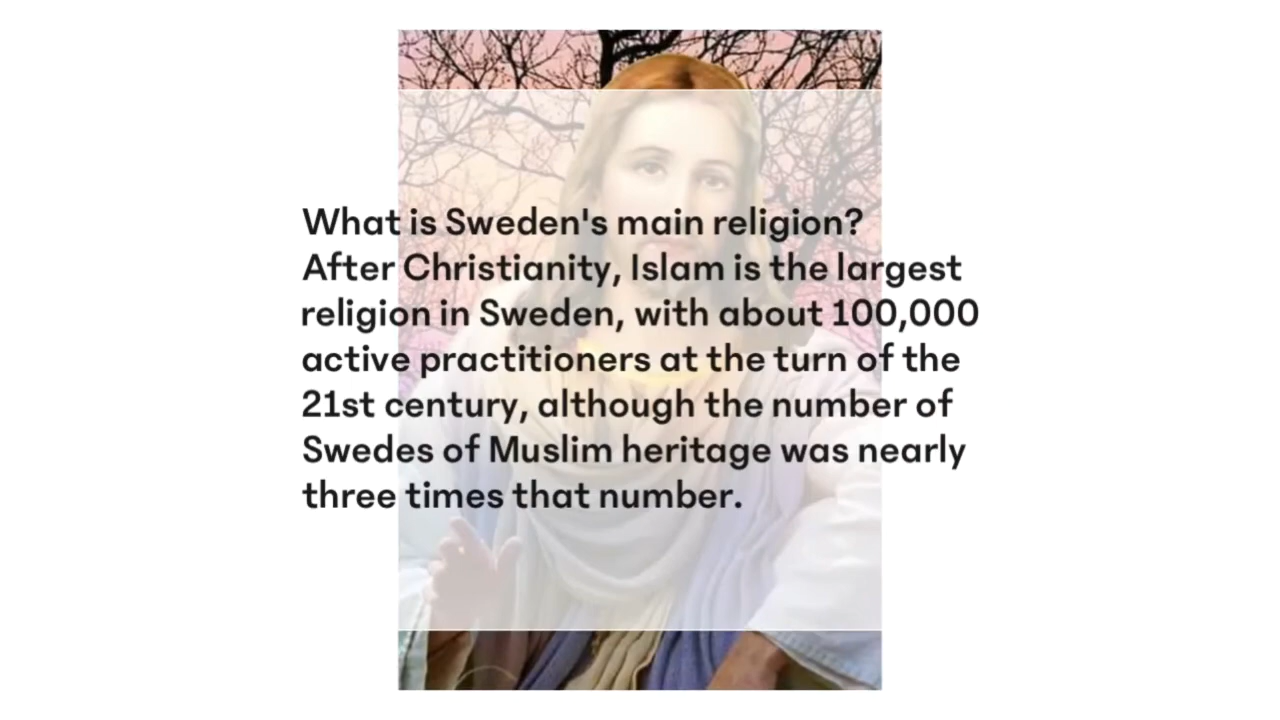 What is Sweden's main religion?
After Christianity, Islam is the largest
religion in Sweden, with about 100,000
active practitioners at the turn of the
21st century, although the number of
Swedes of Muslim heritage was nearly
three times that number.